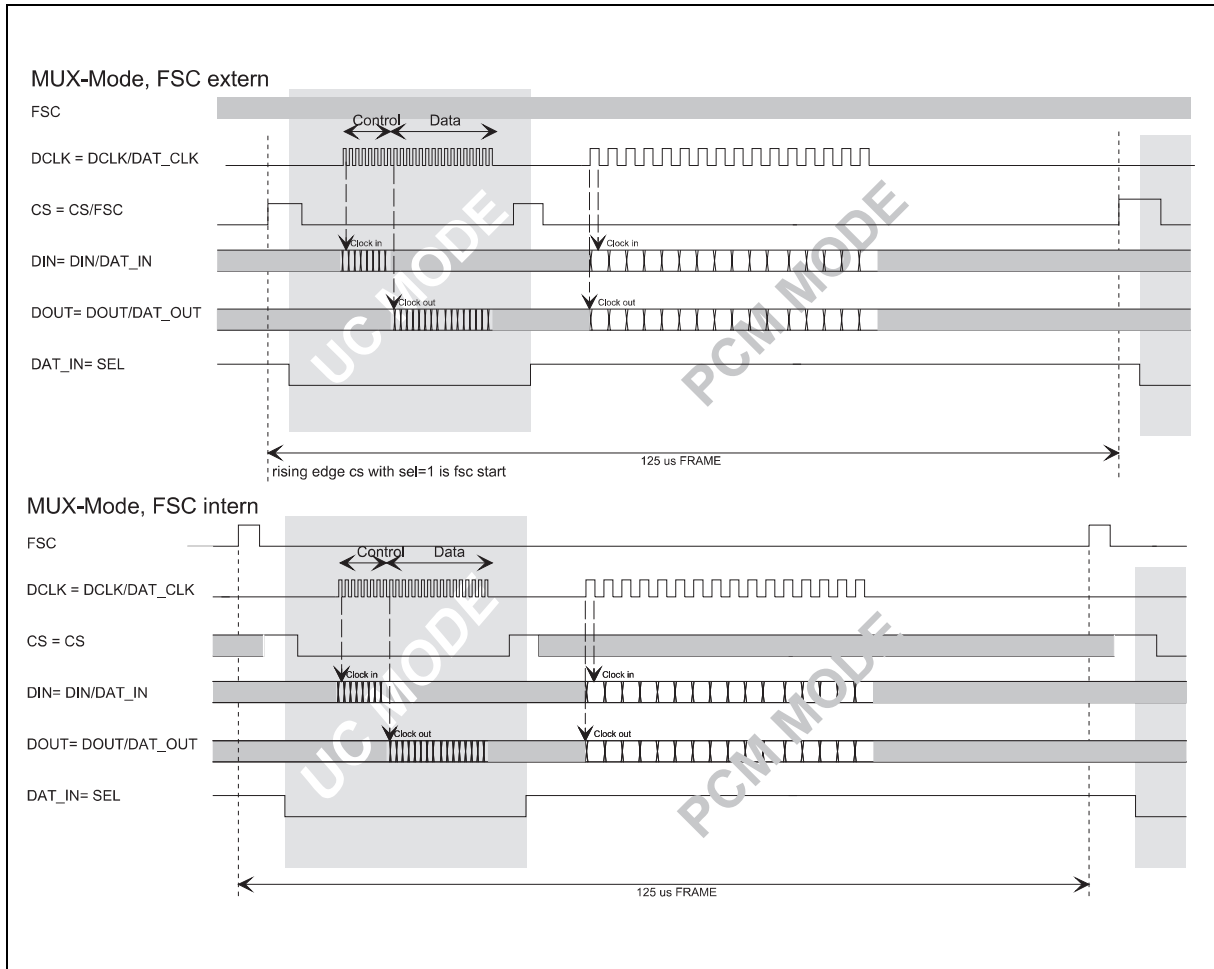 MUX-Mode, FSC extern
FSC
Control Data
DCLK = DCLK/DAT_CLK
CS = CS/FSC
Clock in Clock in
DIN= DIN/DAT_IN
Clock out Clock out
DOUT= DOUT/DAT_OUT
DAT_IN= SEL
UC MODE
PCM MODE
125 us FRAME
rising edge cs with sel=1 is fsc start
MUX-Mode, FSC intern
FSC
Control Data
DCLK = DCLK/DAT_CLK
CS = CS
Clock in Clock in
DIN= DIN/DAT_IN
Clock out Clock out
DOUT= DOUT/DAT_OUT
DAT_IN= SEL
UC MODE
PCM MODE
125 us FRAME